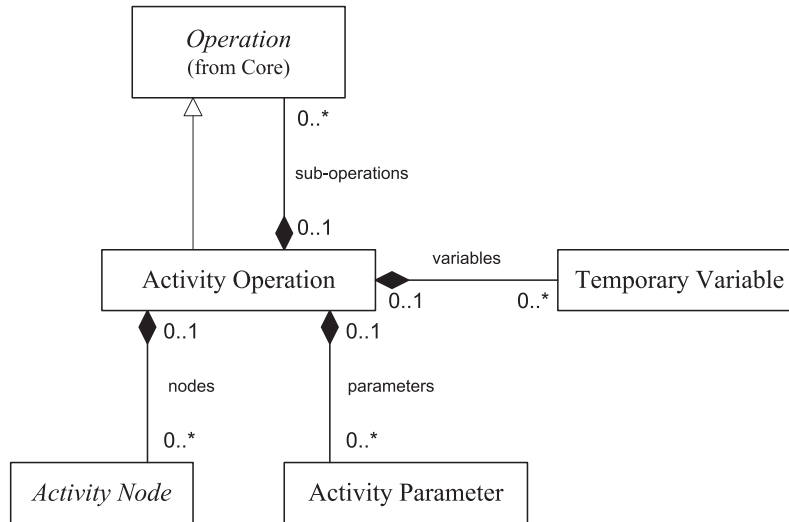 Operation
(from Core)
0..*
sub-operations
0..1
Activity Operation
variables
0..1
0..*
Temporary Variable
0..1
0..1
nodes
parameters
0..*
0..*
Activity Node
Activity Parameter